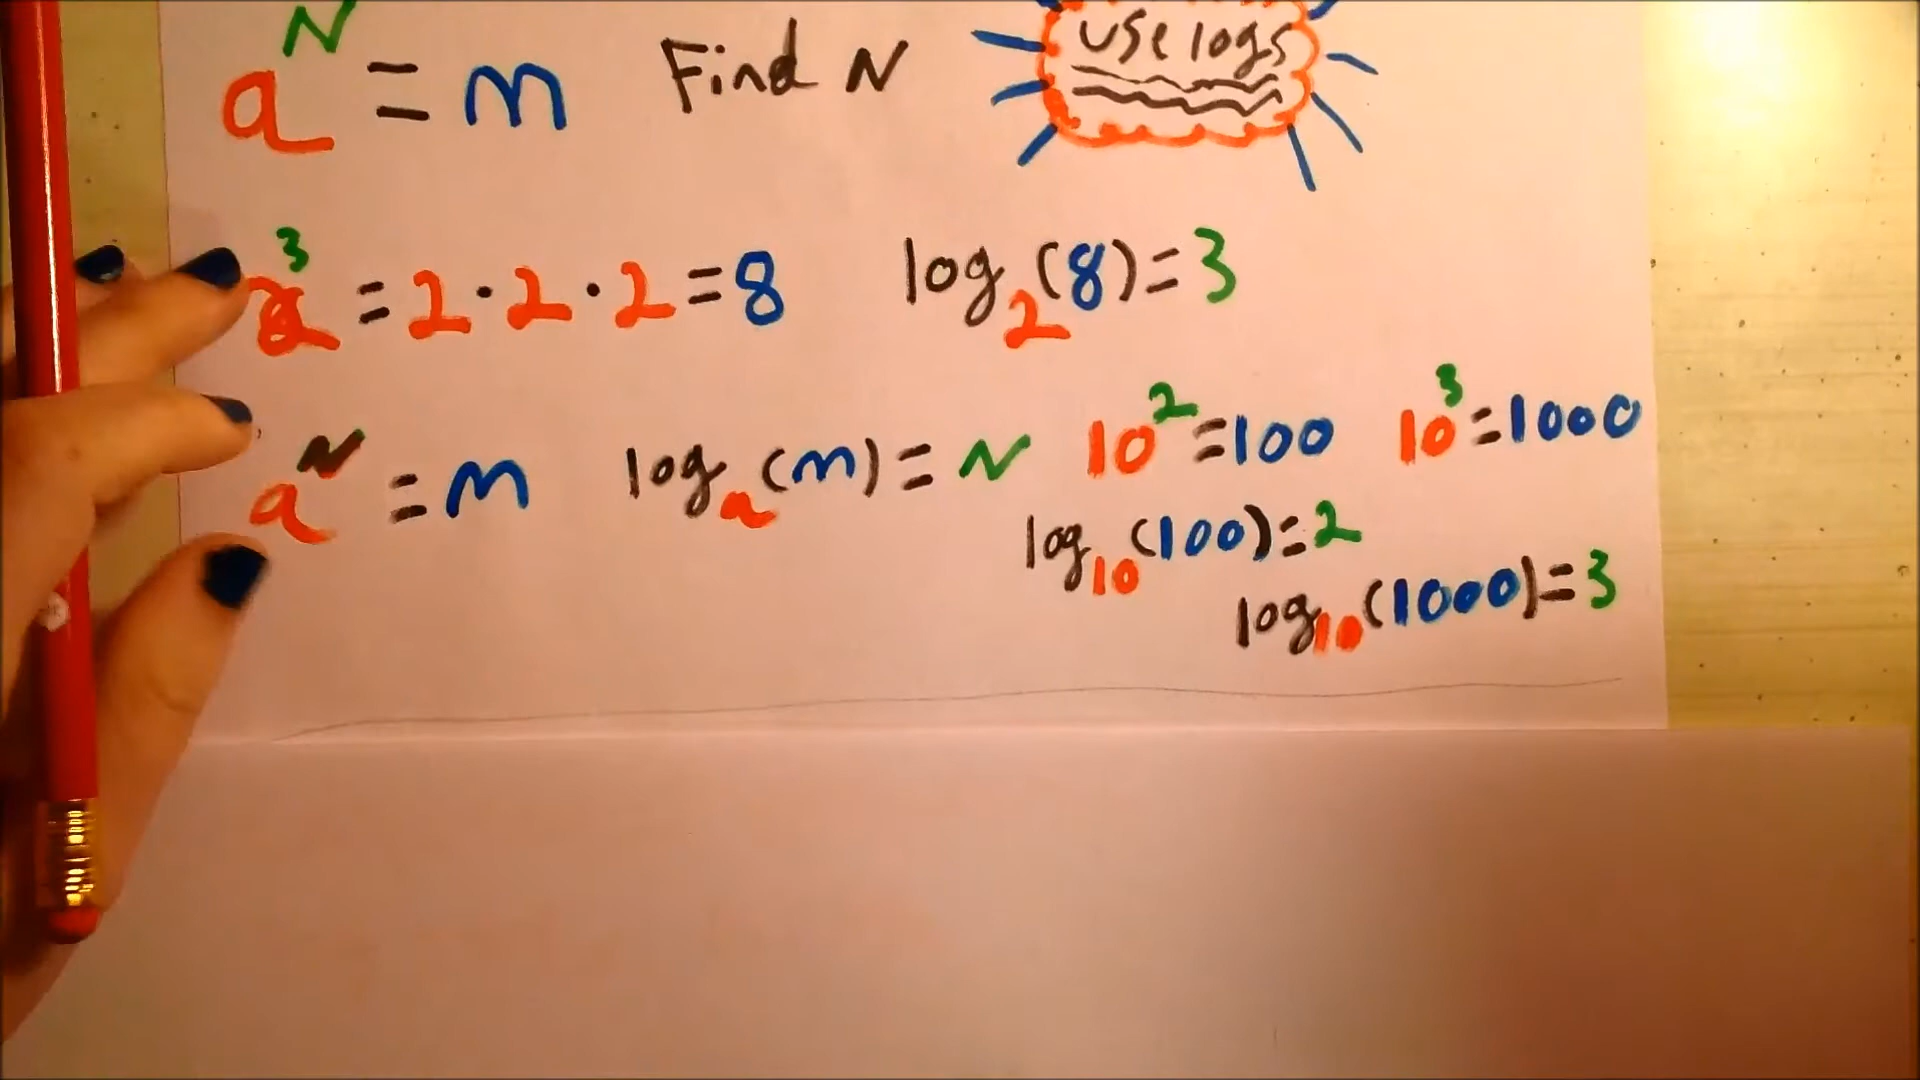 a^N = m Find N use logs
2^3 = 2 · 2 · 2 = 8 log_2(8) = 3
a^N = m log_a(m) = N 10^2 = 100 10^3 = 1000
log_10(100) = 2
log_10(1000) = 3